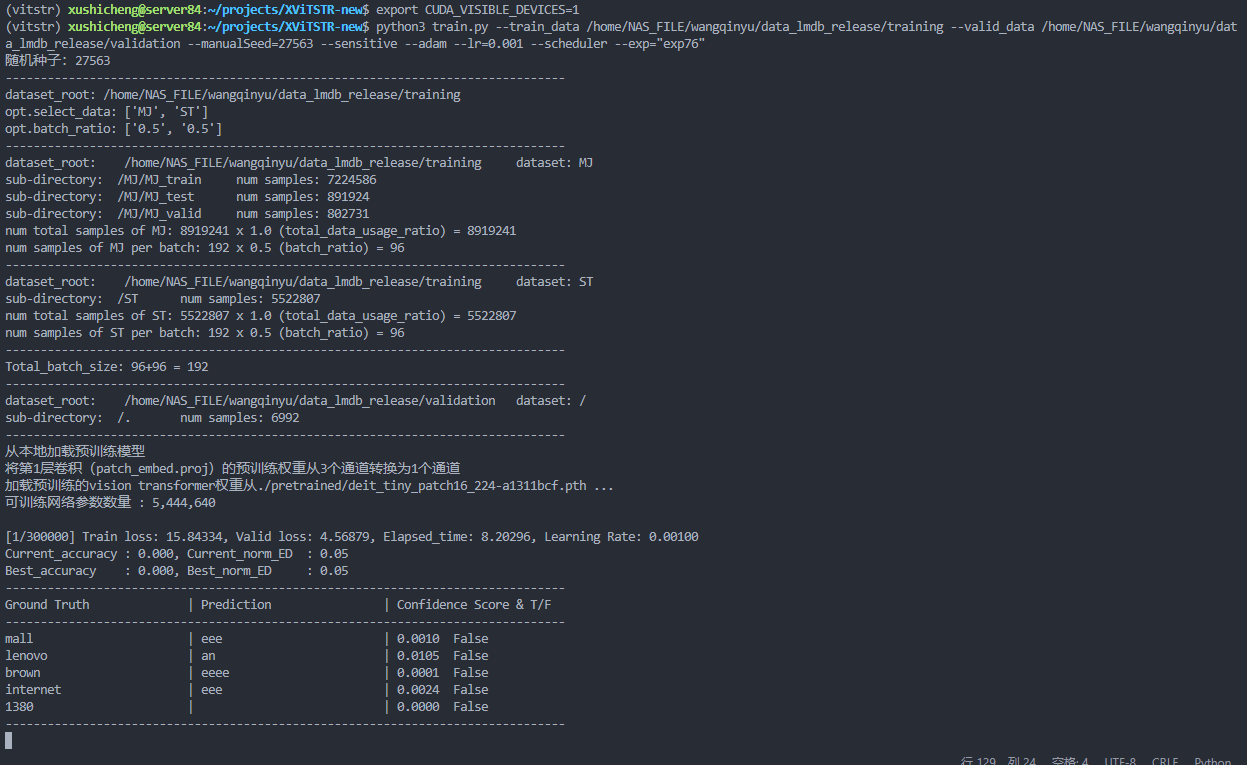 (vitstr) xushicheng@server84:~/projects/XViTSTR-new$ export CUDA_VISIBLE_DEVICES=1
(vitstr) xushicheng@server84:~/projects/XViTSTR-new$ python3 train.py --train_data /home/NAS_FILE/wangqinyu/data_lmdb_release/training --valid_data /home/NAS_FILE/wangqinyu/dat
a_lmdb_release/validation --manualSeed=27563 --sensitive --adam --lr=0.001 --scheduler --exp="exp76"
随机种子: 27563
--------------------------------------------------------------------------------
dataset_root: /home/NAS_FILE/wangqinyu/data_lmdb_release/training
opt.select_data: ['MJ', 'ST']
opt.batch_ratio: ['0.5', '0.5']
--------------------------------------------------------------------------------
dataset_root:    /home/NAS_FILE/wangqinyu/data_lmdb_release/training     dataset: MJ
sub-directory:  /MJ/MJ_train     num samples: 7224586
sub-directory:  /MJ/MJ_test      num samples: 891924
sub-directory:  /MJ/MJ_valid     num samples: 802731
num total samples of MJ: 8919241 x 1.0 (total_data_usage_ratio) = 8919241
num samples of MJ per batch: 192 x 0.5 (batch_ratio) = 96
--------------------------------------------------------------------------------
dataset_root:    /home/NAS_FILE/wangqinyu/data_lmdb_release/training     dataset: ST
sub-directory:  /ST      num samples: 5522807
num total samples of ST: 5522807 x 1.0 (total_data_usage_ratio) = 5522807
num samples of ST per batch: 192 x 0.5 (batch_ratio) = 96
--------------------------------------------------------------------------------
Total_batch_size: 96+96 = 192
--------------------------------------------------------------------------------
dataset_root:    /home/NAS_FILE/wangqinyu/data_lmdb_release/validation   dataset: /
sub-directory:  /.       num samples: 6992
--------------------------------------------------------------------------------
从本地加载预训练模型
将第1层卷积（patch_embed.proj）的预训练权重从3个通道转换为1个通道
加载预训练的vision transformer权重从./pretrained/deit_tiny_patch16_224-a1311bcf.pth ...
可训练网络参数数量 : 5,444,640
[1/300000] Train loss: 15.84334, Valid loss: 4.56879, Elapsed_time: 8.20296, Learning Rate: 0.00100
Current_accuracy : 0.000, Current_norm_ED  : 0.05
Best_accuracy    : 0.000, Best_norm_ED     : 0.05
--------------------------------------------------------------------------------
Ground Truth              | Prediction                | Confidence Score & T/F
--------------------------------------------------------------------------------
mall                      | eee                       | 0.0010  False
lenovo                    | an                        | 0.0105  False
brown                     | eeee                      | 0.0001  False
internet                  | eee                       | 0.0024  False
1380                      |                           | 0.0000  False
--------------------------------------------------------------------------------
行 129, 列 24   空格: 4   UTF-8   CRLF   Python